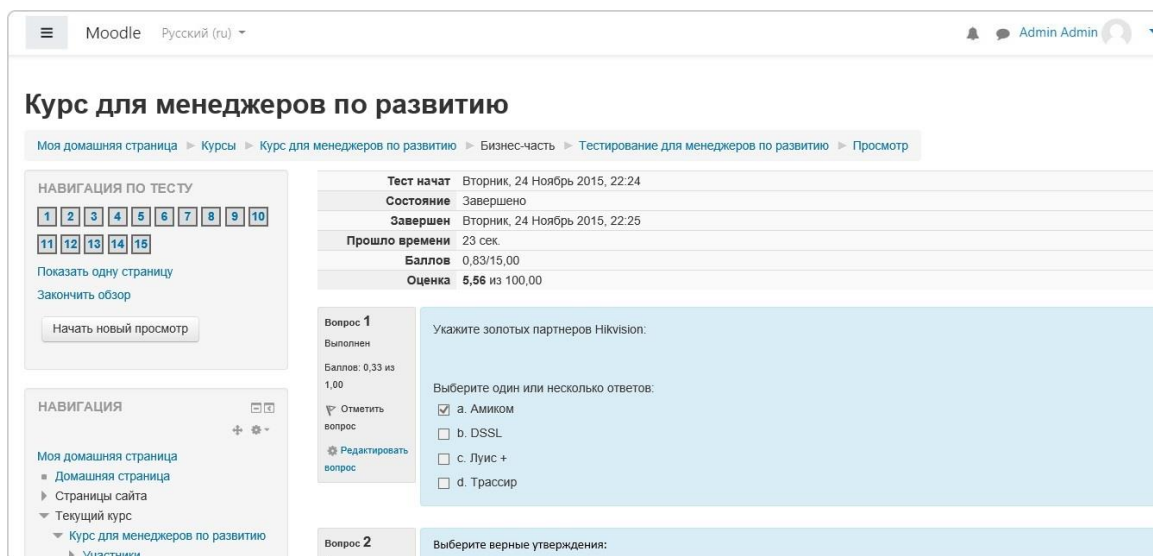 Moodle Русский (ru)
Admin Admin
Курс для менеджеров по развитию
Моя домашняя страница ► Курсы ► Курс для менеджеров по развитию ► Бизнес-часть ► Тестирование для менеджеров по развитию ► Просмотр
НАВИГАЦИЯ ПО ТЕСТУ
1 2 3 4 5 6 7 8 9 10
11 12 13 14 15
Показать одну страницу
Закончить обзор
Начать новый просмотр
НАВИГАЦИЯ
Моя домашняя страница
Домашняя страница
Страницы сайта
Текущий курс
Курс для менеджеров по развитию
Участники
Тест начат Вторник, 24 Ноябрь 2015, 22:24
Состояние Завершено
Завершен Вторник, 24 Ноябрь 2015, 22:25
Прошло времени 23 сек.
Баллов 0,83/15,00
Оценка 5,56 из 100,00
Вопрос 1
Выполнен
Баллов: 0,33 из
1,00
Отметить
вопрос
Редактировать
вопрос
Укажите золотых партнеров Hikvision:
Выберите один или несколько ответов:
a. Амиком
b. DSSL
c. Луис +
d. Трассир
Вопрос 2
Выберите верные утверждения: